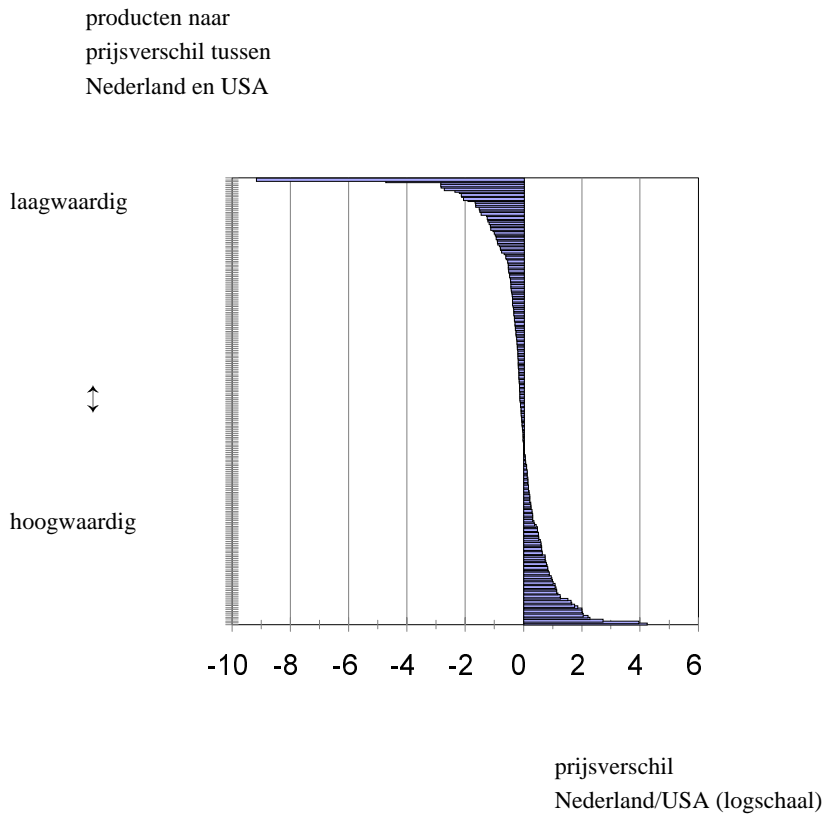 producten naar
prijsverschil tussen
Nederland en USA
laagwaardig
↕
hoogwaardig
-10 -8 -6 -4 -2 0 2 4 6
prijsverschil
Nederland/USA (logschaal)